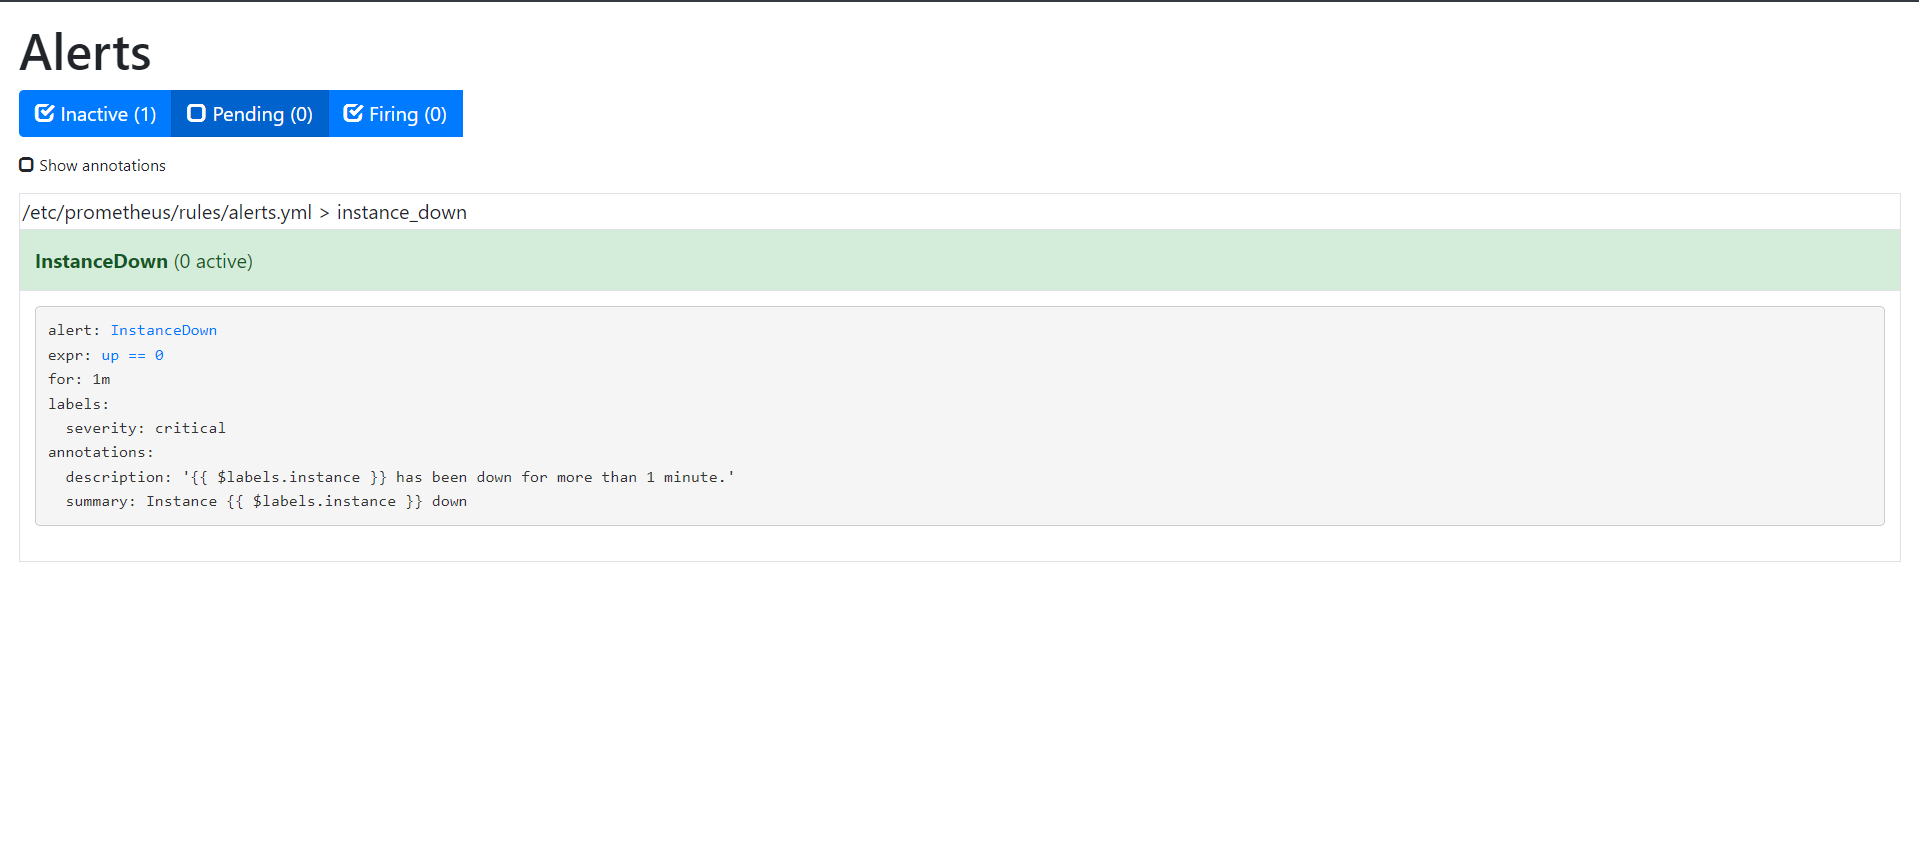 Alerts
Inactive (1) Pending (0) Firing (0)
Show annotations
/etc/prometheus/rules/alerts.yml > instance_down
InstanceDown (0 active)
alert: InstanceDown
expr: up == 0
for: 1m
labels:
  severity: critical
annotations:
  description: '{{ $labels.instance }} has been down for more than 1 minute.'
  summary: Instance {{ $labels.instance }} down